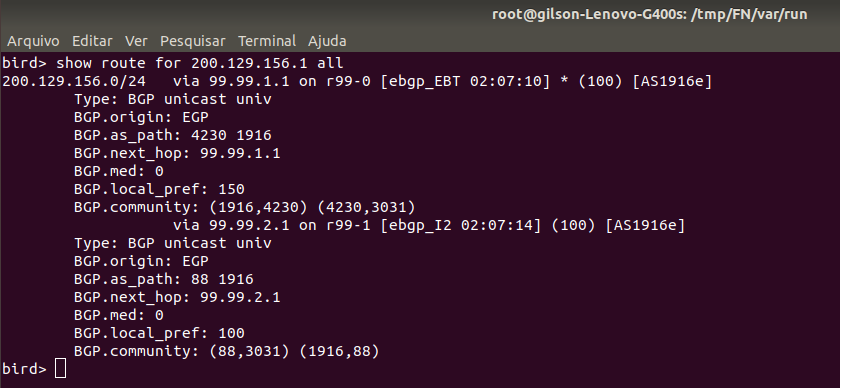 root@gilson-Lenovo-G400s: /tmp/FN/var/run
Arquivo Editar Ver Pesquisar Terminal Ajuda
bird> show route for 200.129.156.1 all
200.129.156.0/24   via 99.99.1.1 on r99-0 [ebgp_EBT 02:07:10] * (100) [AS1916e]
        Type: BGP unicast univ
        BGP.origin: EGP
        BGP.as_path: 4230 1916
        BGP.next_hop: 99.99.1.1
        BGP.med: 0
        BGP.local_pref: 150
        BGP.community: (1916,4230) (4230,3031)
                   via 99.99.2.1 on r99-1 [ebgp_I2 02:07:14] (100) [AS1916e]
        Type: BGP unicast univ
        BGP.origin: EGP
        BGP.as_path: 88 1916
        BGP.next_hop: 99.99.2.1
        BGP.med: 0
        BGP.local_pref: 100
        BGP.community: (88,3031) (1916,88)
bird>